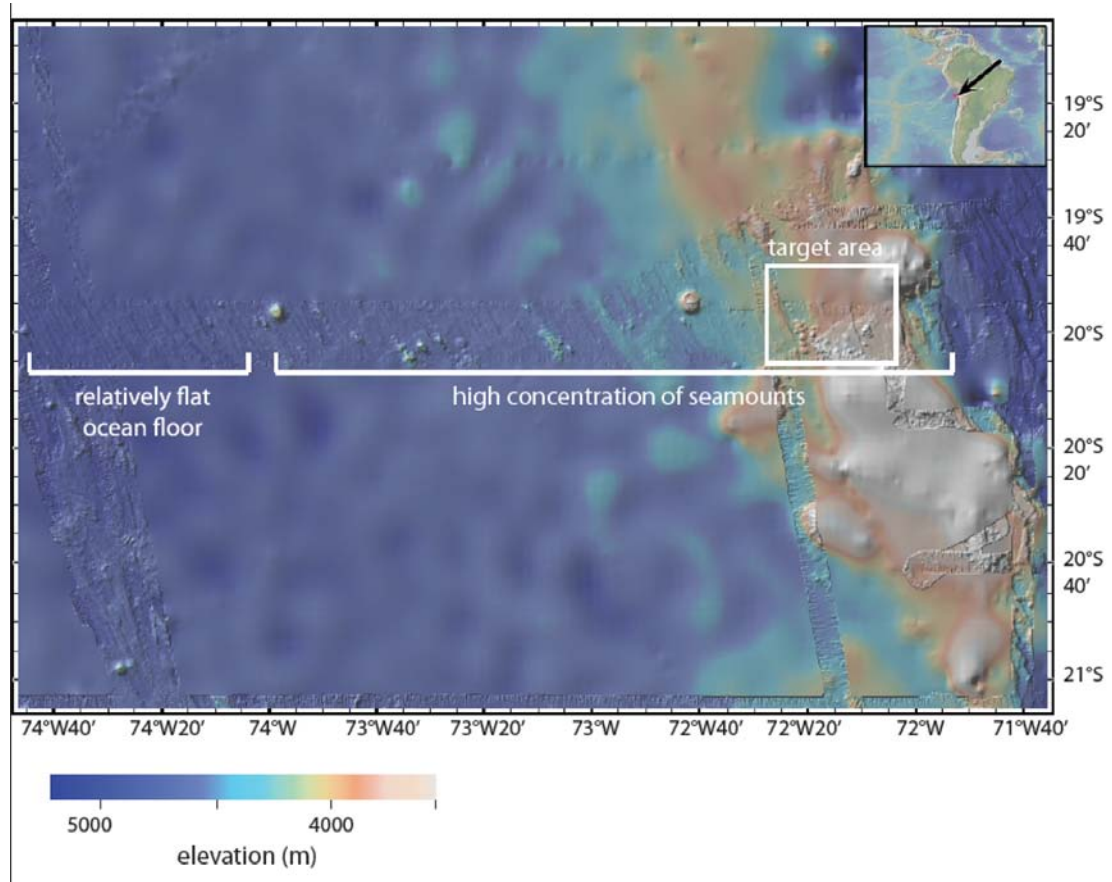 19°S
20′
19°S
40′
target area
20°S
relatively flat
ocean floor
high concentration of seamounts
20°S
20′
20°S
40′
21°S
74°W40′ 74°W20′ 74°W 73°W40′ 73°W20′ 73°W 72°W40′ 72°W20′ 72°W 71°W40′
5000 4000
elevation (m)